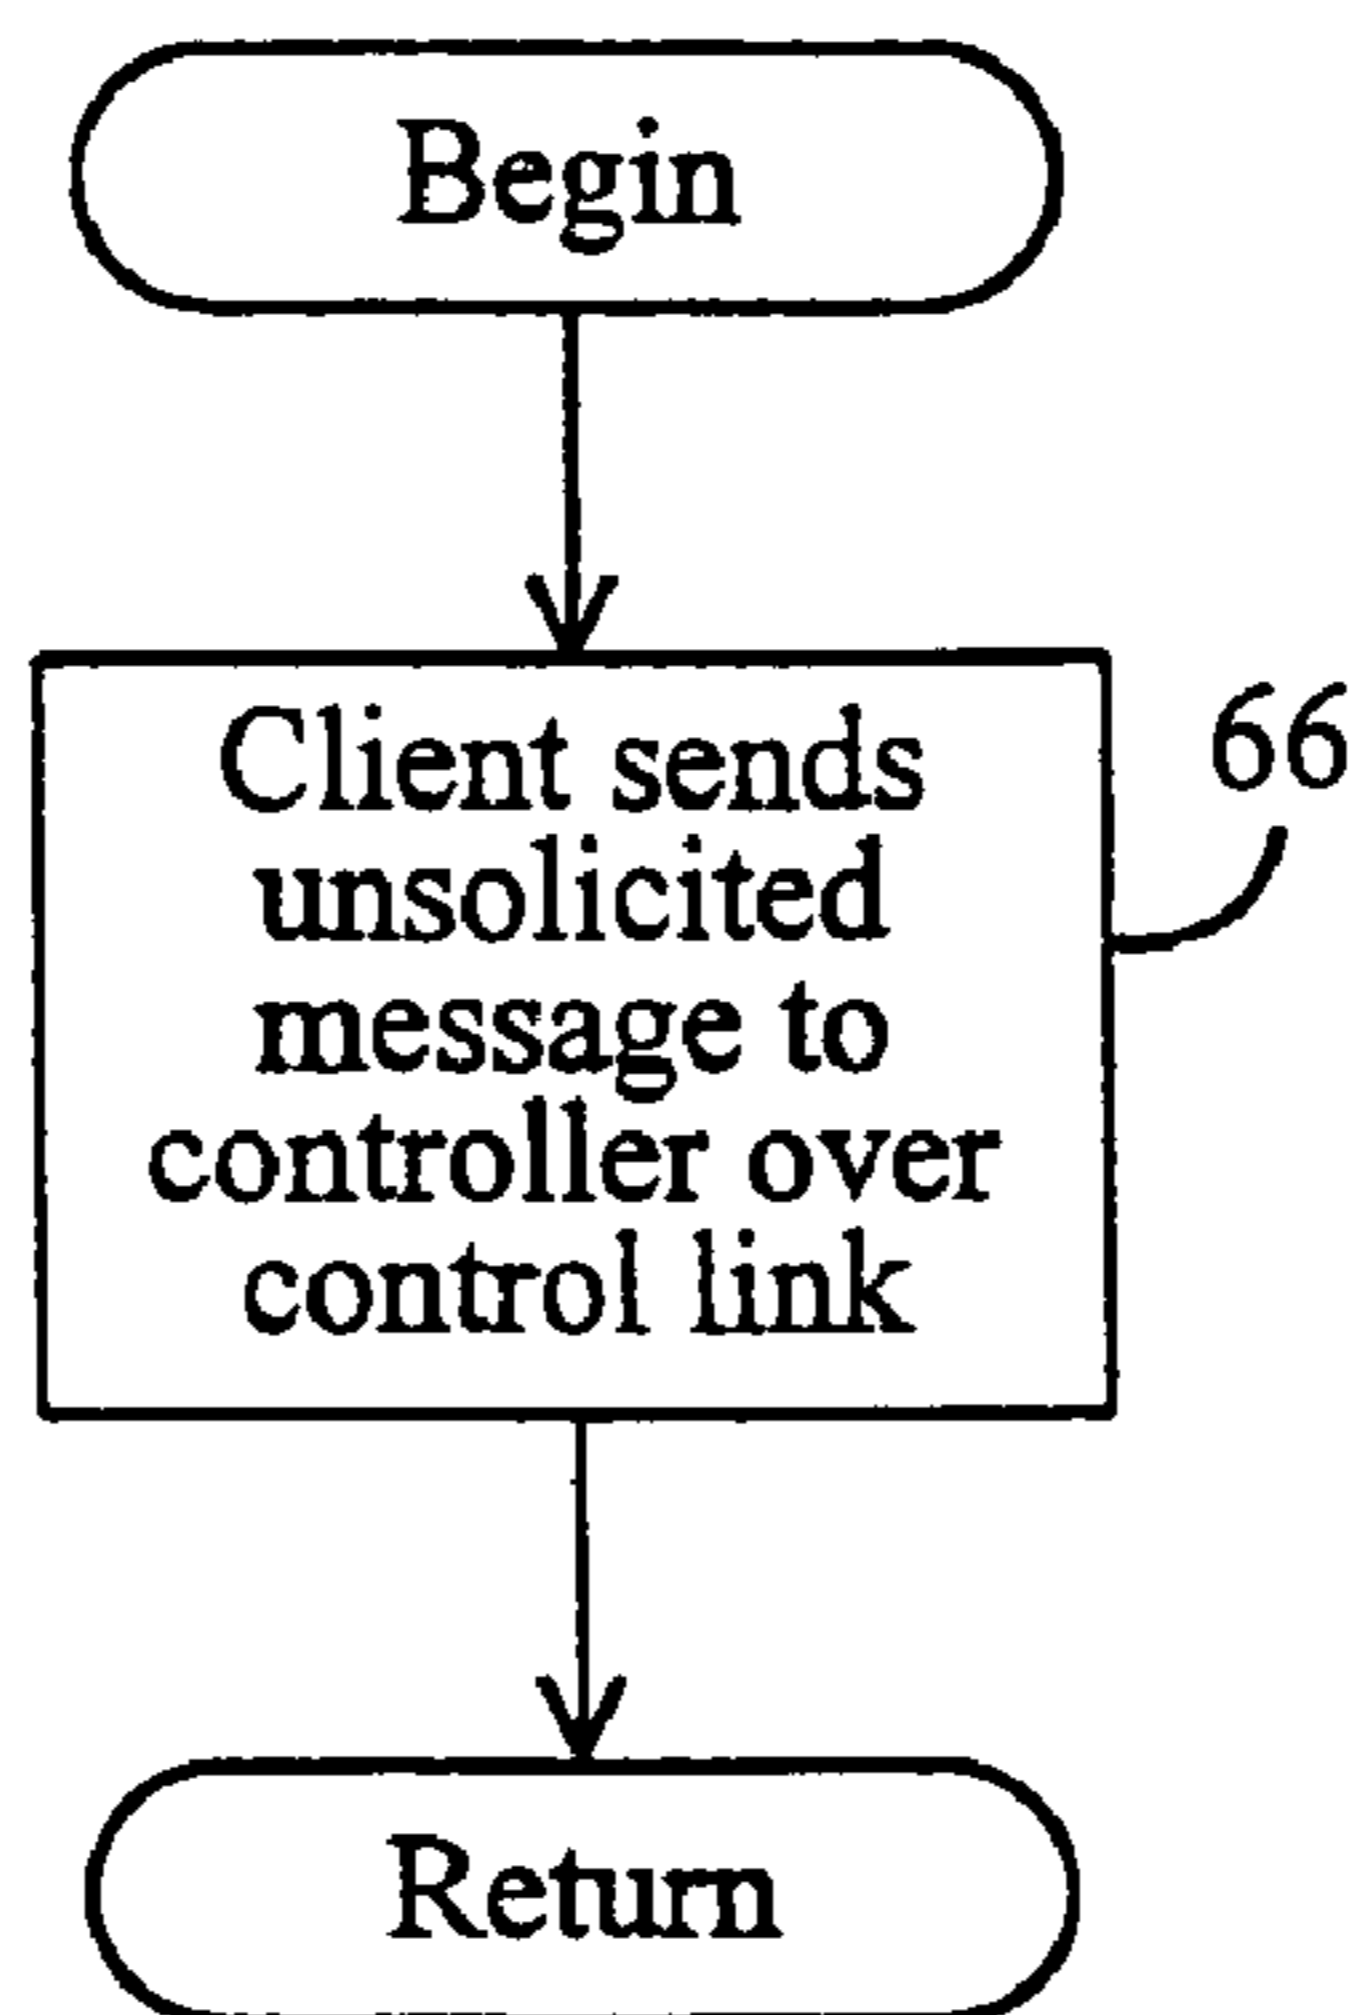 Begin
Client sends
unsolicited
message to
controller over
control link
66
Return